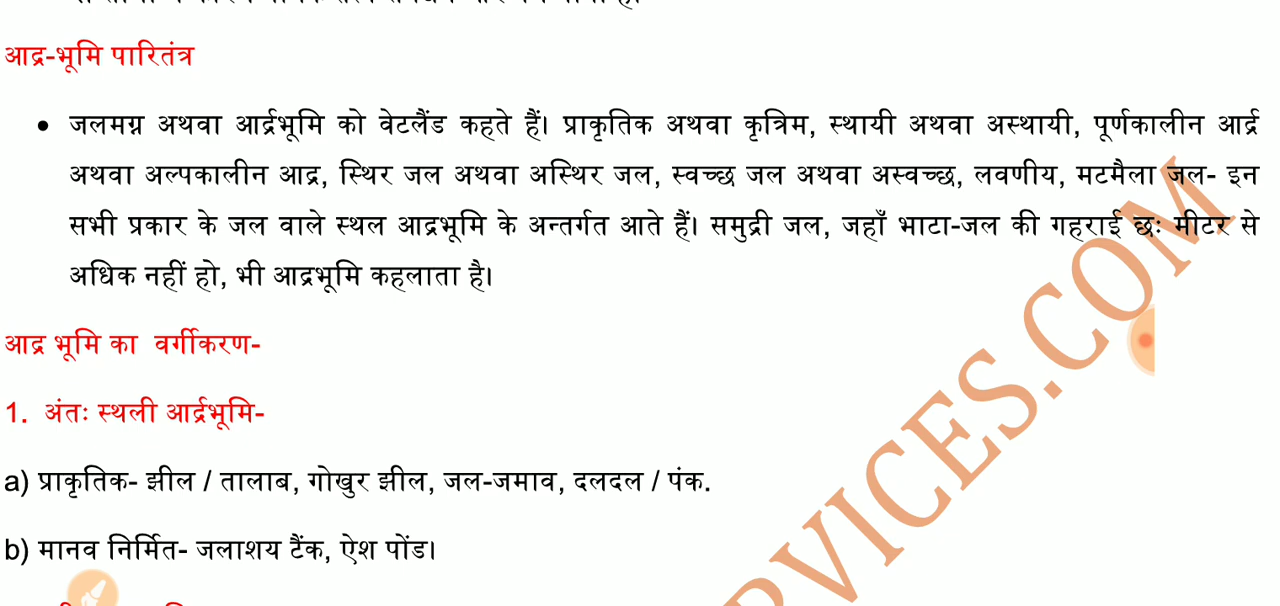 आद्र-भूमि पारितंत्र
• जलमग्न अथवा आर्द्रभूमि को वेटलैंड कहते हैं। प्राकृतिक अथवा कृत्रिम, स्थायी अथवा अस्थायी, पूर्णकालीन आर्द्र
अथवा अल्पकालीन आद्र, स्थिर जल अथवा अस्थिर जल, स्वच्छ जल अथवा अस्वच्छ, लवणीय, मटमैला जल- इन
सभी प्रकार के जल वाले स्थल आद्रभूमि के अन्तर्गत आते हैं। समुद्री जल, जहाँ भाटा-जल की गहराई छः मीटर से
अधिक नहीं हो, भी आद्रभूमि कहलाता है।
आद्र भूमि का वर्गीकरण-
1. अंतः स्थली आर्द्रभूमि-
a) प्राकृतिक- झील / तालाब, गोखुर झील, जल-जमाव, दलदल / पंक.
b) मानव निर्मित- जलाशय टैंक, ऐश पोंड।
RVICES.COM